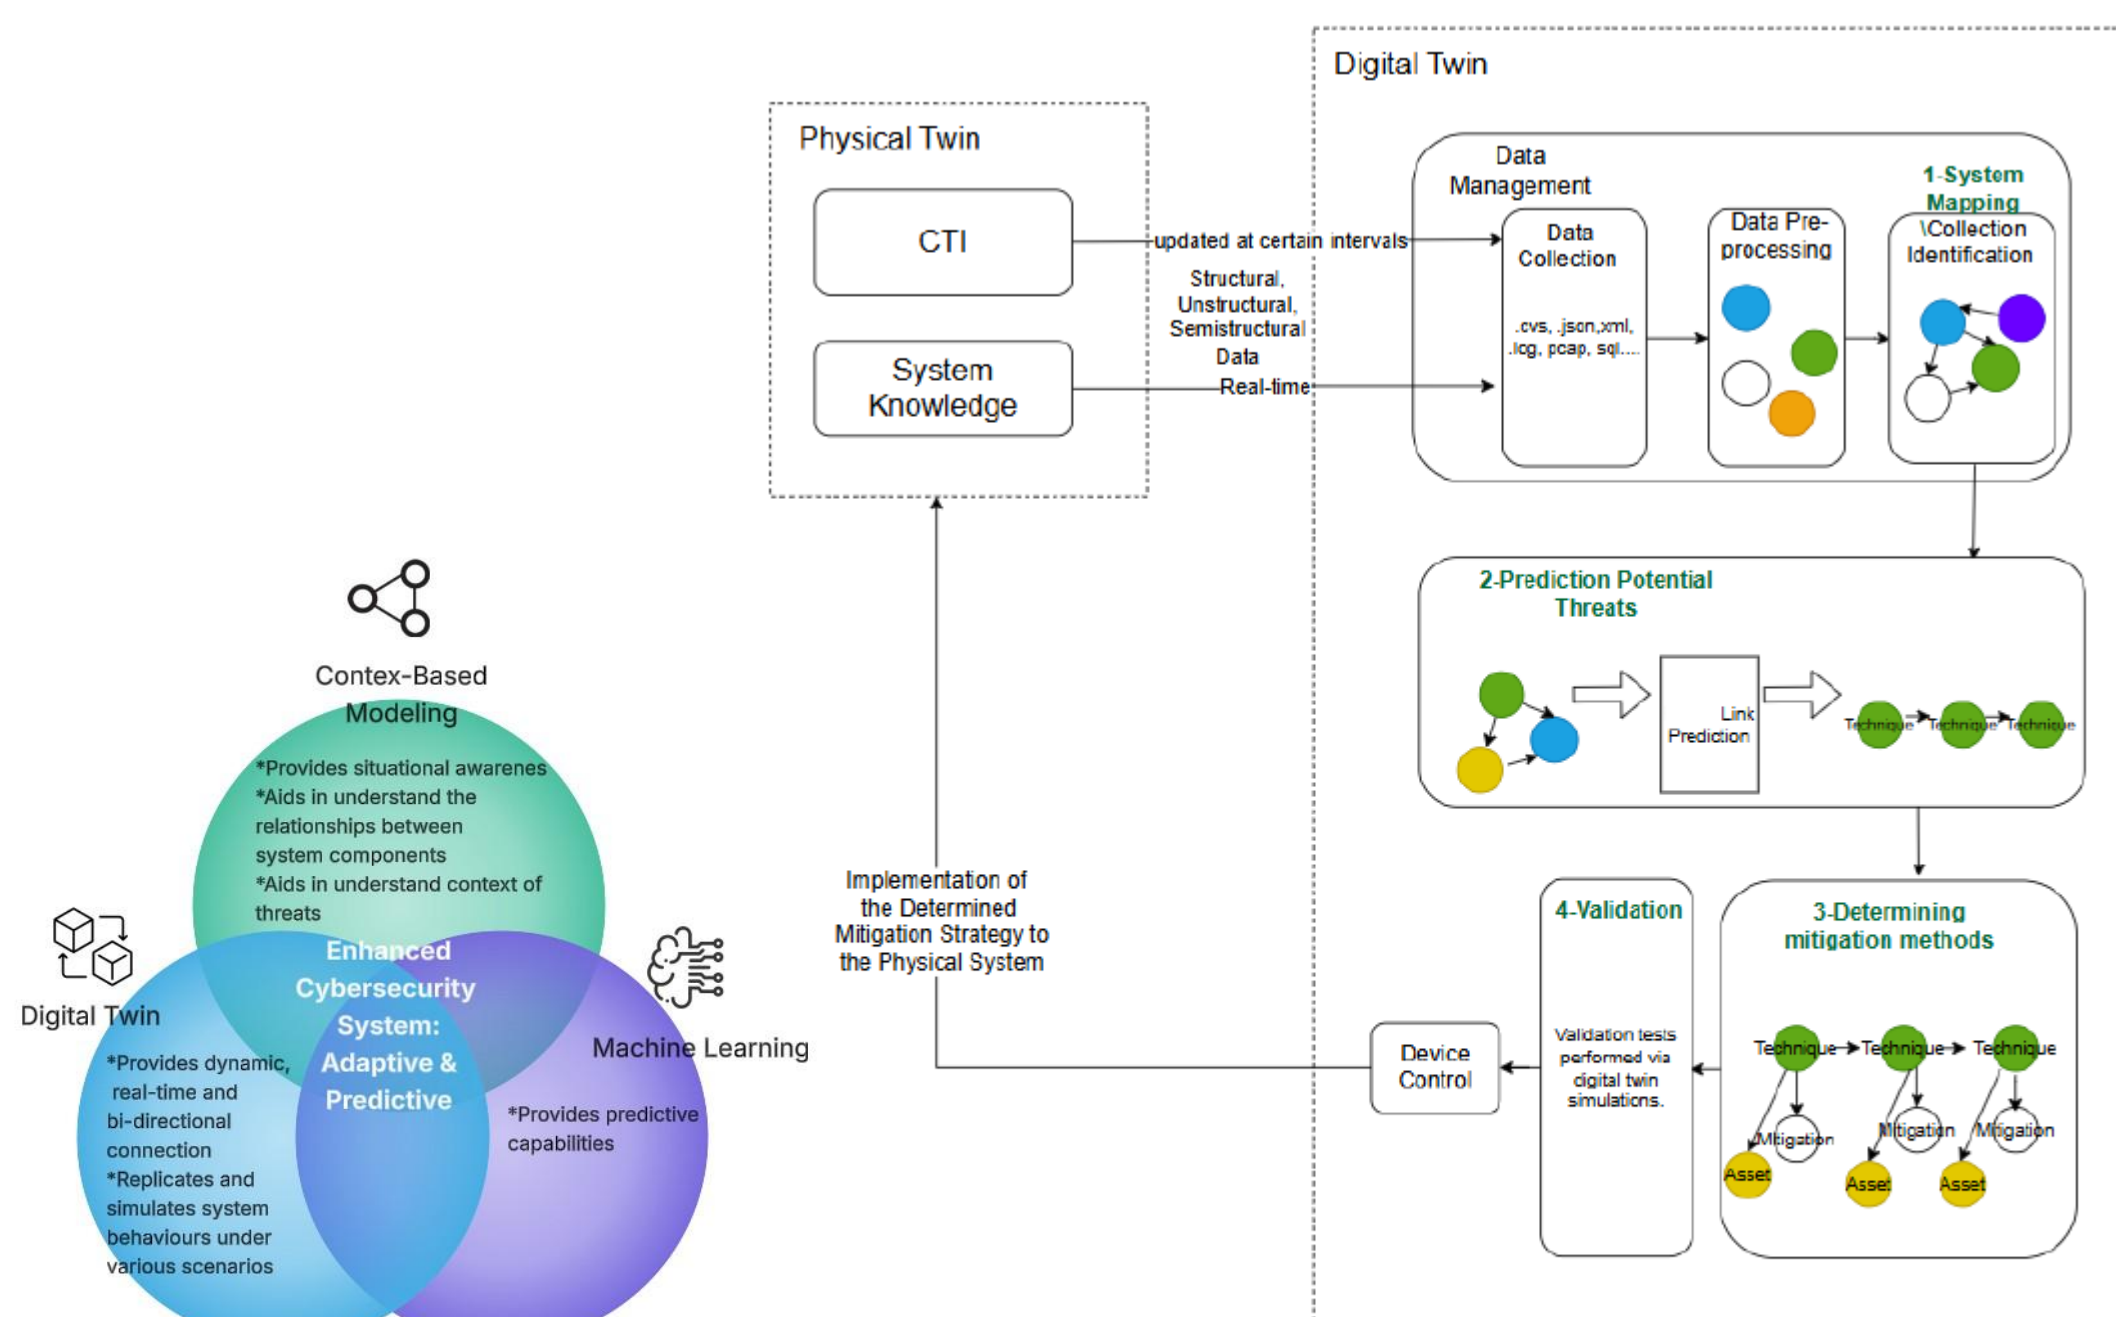 Digital Twin
Physical Twin
CTI
System
Knowledge
updated at certain intervals
Structural,
Unstructural,
Semistructural
Data
Real-time
Data
Management
Data
Collection
.cvs, .json,xml,
.log, pcap, sql....
Data Pre-
processing
1-System
Mapping
\Collection
Identification
2-Prediction Potential
Threats
Link
Prediction
Technique
Technique
Technique
3-Determining
mitigation methods
Technique
Technique
Technique
Mitigation
Mitigation
Mitigation
Asset
Asset
Asset
4-Validation
Validation tests
performed via
digital twin
simulations.
Device
Control
Implementation of
the Determined
Mitigation Strategy to
the Physical System
Contex-Based
Modeling
*Provides situational awarenes
*Aids in understand the
relationships between
system components
*Aids in understand context of
threats
Enhanced
Cybersecurity
System:
Adaptive &
Predictive
Digital Twin
*Provides dynamic,
real-time and
bi-directional
connection
*Replicates and
simulates system
behaviours under
various scenarios
Machine Learning
*Provides predictive
capabilities